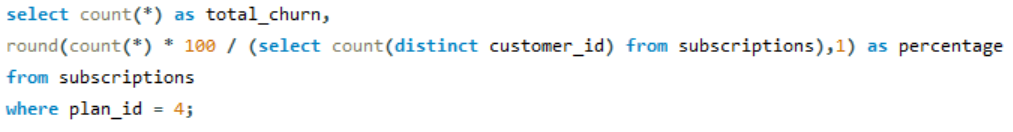 select count(*) as total_churn,
round(count(*) * 100 / (select count(distinct customer_id) from subscriptions),1) as percentage
from subscriptions
where plan_id = 4;